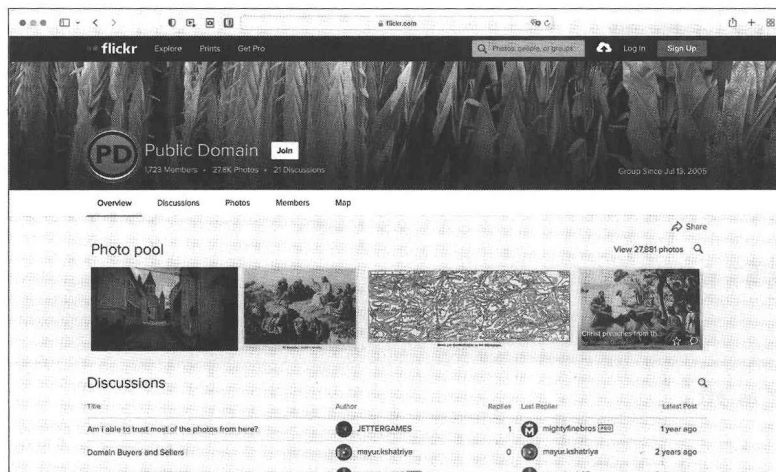 flickr.com
flickr Explore Prints Get Pro Photos, people, or groups Log In Sign Up
PD
Public Domain Join
1,723 Members • 27.8K Photos • 21 Discussions Group Since Jul 13, 2005
Overview Discussions Photos Members Map
Share
Photo pool View 27,881 photos
Christ preaches from th...
Discussions
Title Author Replies Last Replier Latest Post
Am i able to trust most of the photos from here? JETTERGAMES 1 mightyfinebros PRO 1 year ago
Domain Buyers and Sellers mayur.kshatriya 0 mayur.kshatriya 2 years ago